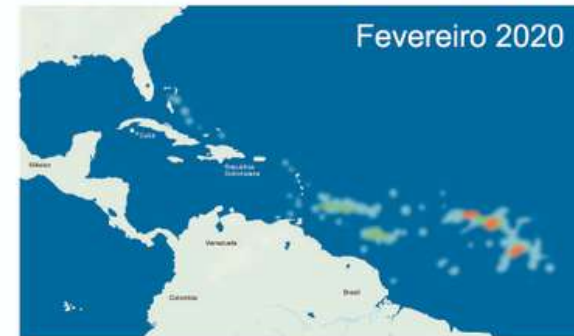 Fevereiro 2020
Cuba
México
República
Dominicana
Venezuela
Colombia
Brasil